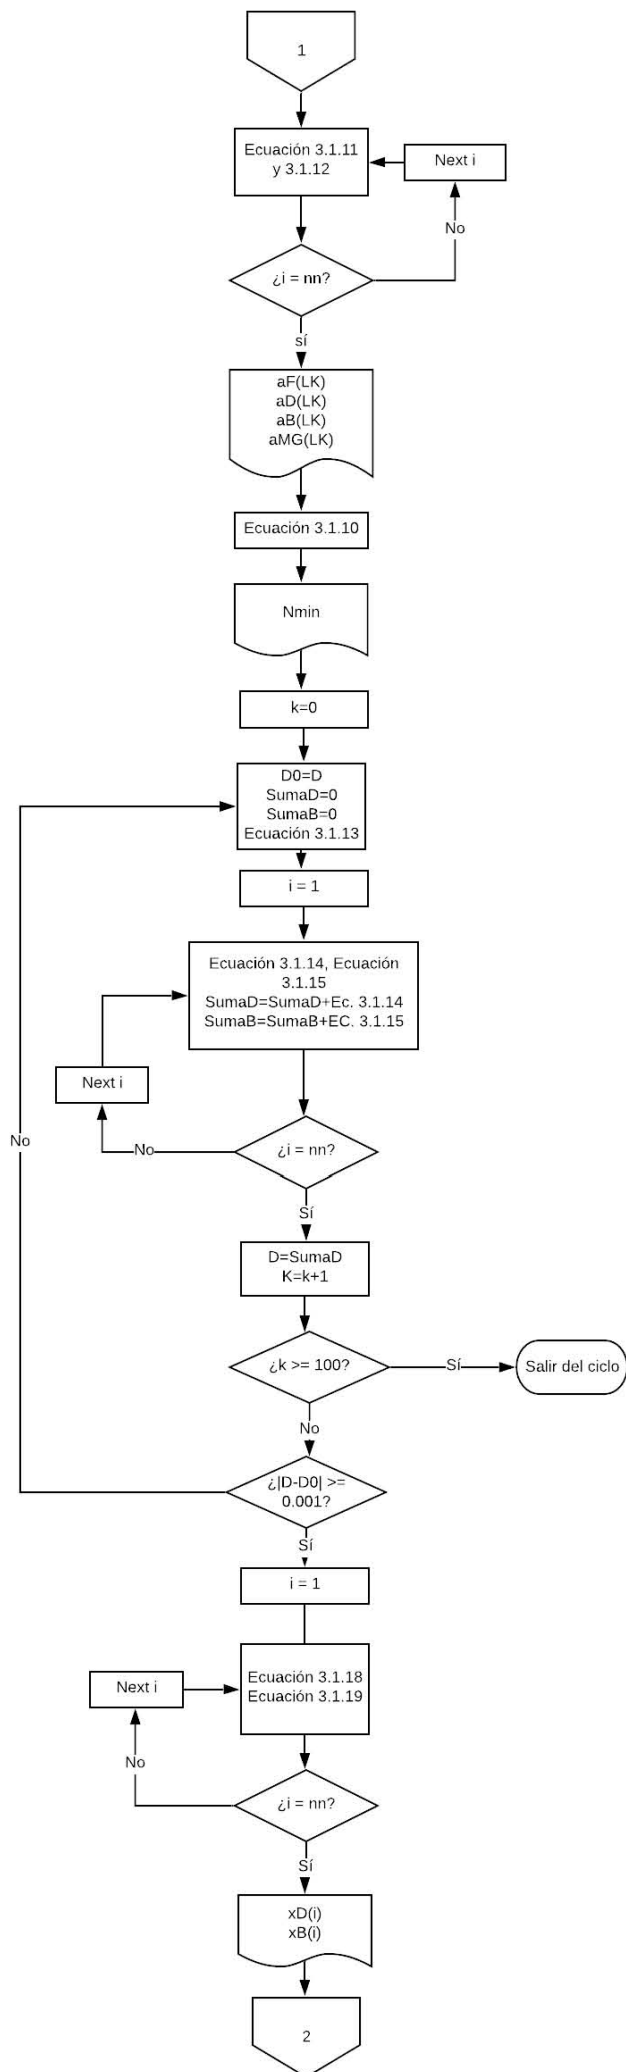 1
Ecuación 3.1.11
y 3.1.12
Next i
No
¿i = nn?
sí
aF(LK)
aD(LK)
aB(LK)
aMG(LK)
Ecuación 3.1.10
Nmin
k=0
D0=D
SumaD=0
SumaB=0
Ecuación 3.1.13
i = 1
Ecuación 3.1.14, Ecuación
3.1.15
SumaD=SumaD+Ec. 3.1.14
SumaB=SumaB+EC. 3.1.15
Next i
No
No
¿i = nn?
Sí
D=SumaD
K=k+1
¿k >= 100?
Sí
Salir del ciclo
No
¿|D-D0| >=
0.001?
Sí
i = 1
Ecuación 3.1.18
Ecuación 3.1.19
Next i
No
¿i = nn?
Sí
xD(i)
xB(i)
2